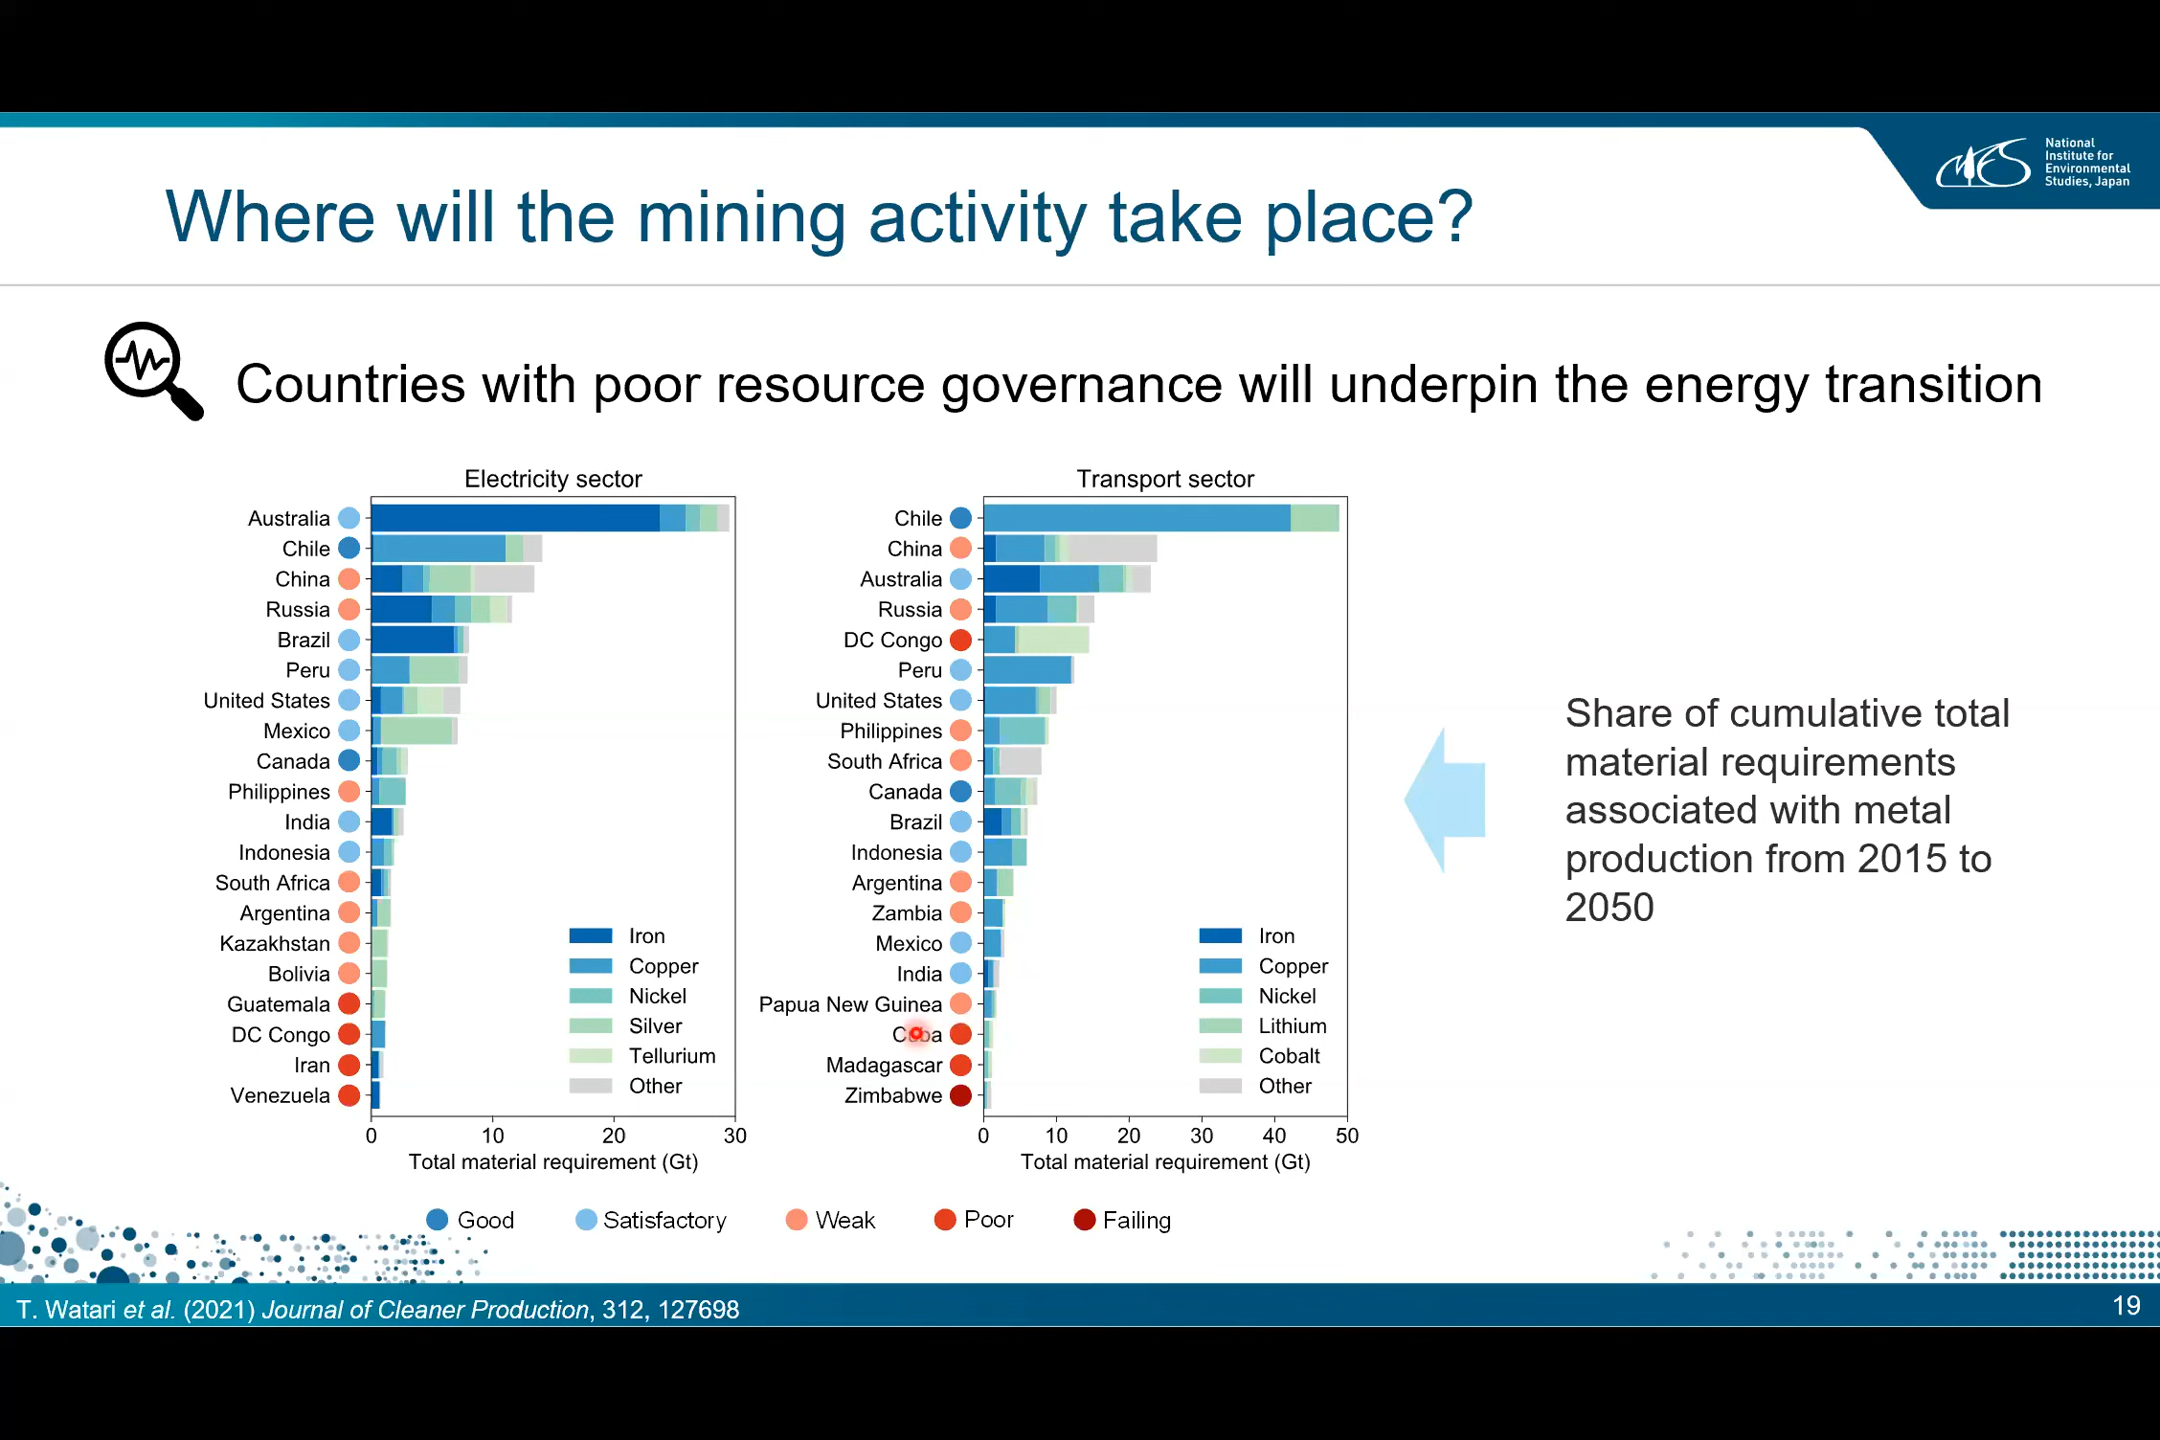 National
Institute for
Environmental
Studies, Japan
Where will the mining activity take place?
Countries with poor resource governance will underpin the energy transition
Electricity sector
Australia
Chile
China
Russia
Brazil
Peru
United States
Mexico
Canada
Philippines
India
Indonesia
South Africa
Argentina
Kazakhstan
Bolivia
Guatemala
DC Congo
Iran
Venezuela
Iron
Copper
Nickel
Silver
Tellurium
Other
0 10 20 30
Total material requirement (Gt)
Transport sector
Chile
China
Australia
Russia
DC Congo
Peru
United States
Philippines
South Africa
Canada
Brazil
Indonesia
Argentina
Zambia
Mexico
India
Papua New Guinea
Cuba
Madagascar
Zimbabwe
Iron
Copper
Nickel
Lithium
Cobalt
Other
0 10 20 30 40 50
Total material requirement (Gt)
Share of cumulative total
material requirements
associated with metal
production from 2015 to
2050
Good Satisfactory Weak Poor Failing
T. Watari et al. (2021) Journal of Cleaner Production, 312, 127698
19